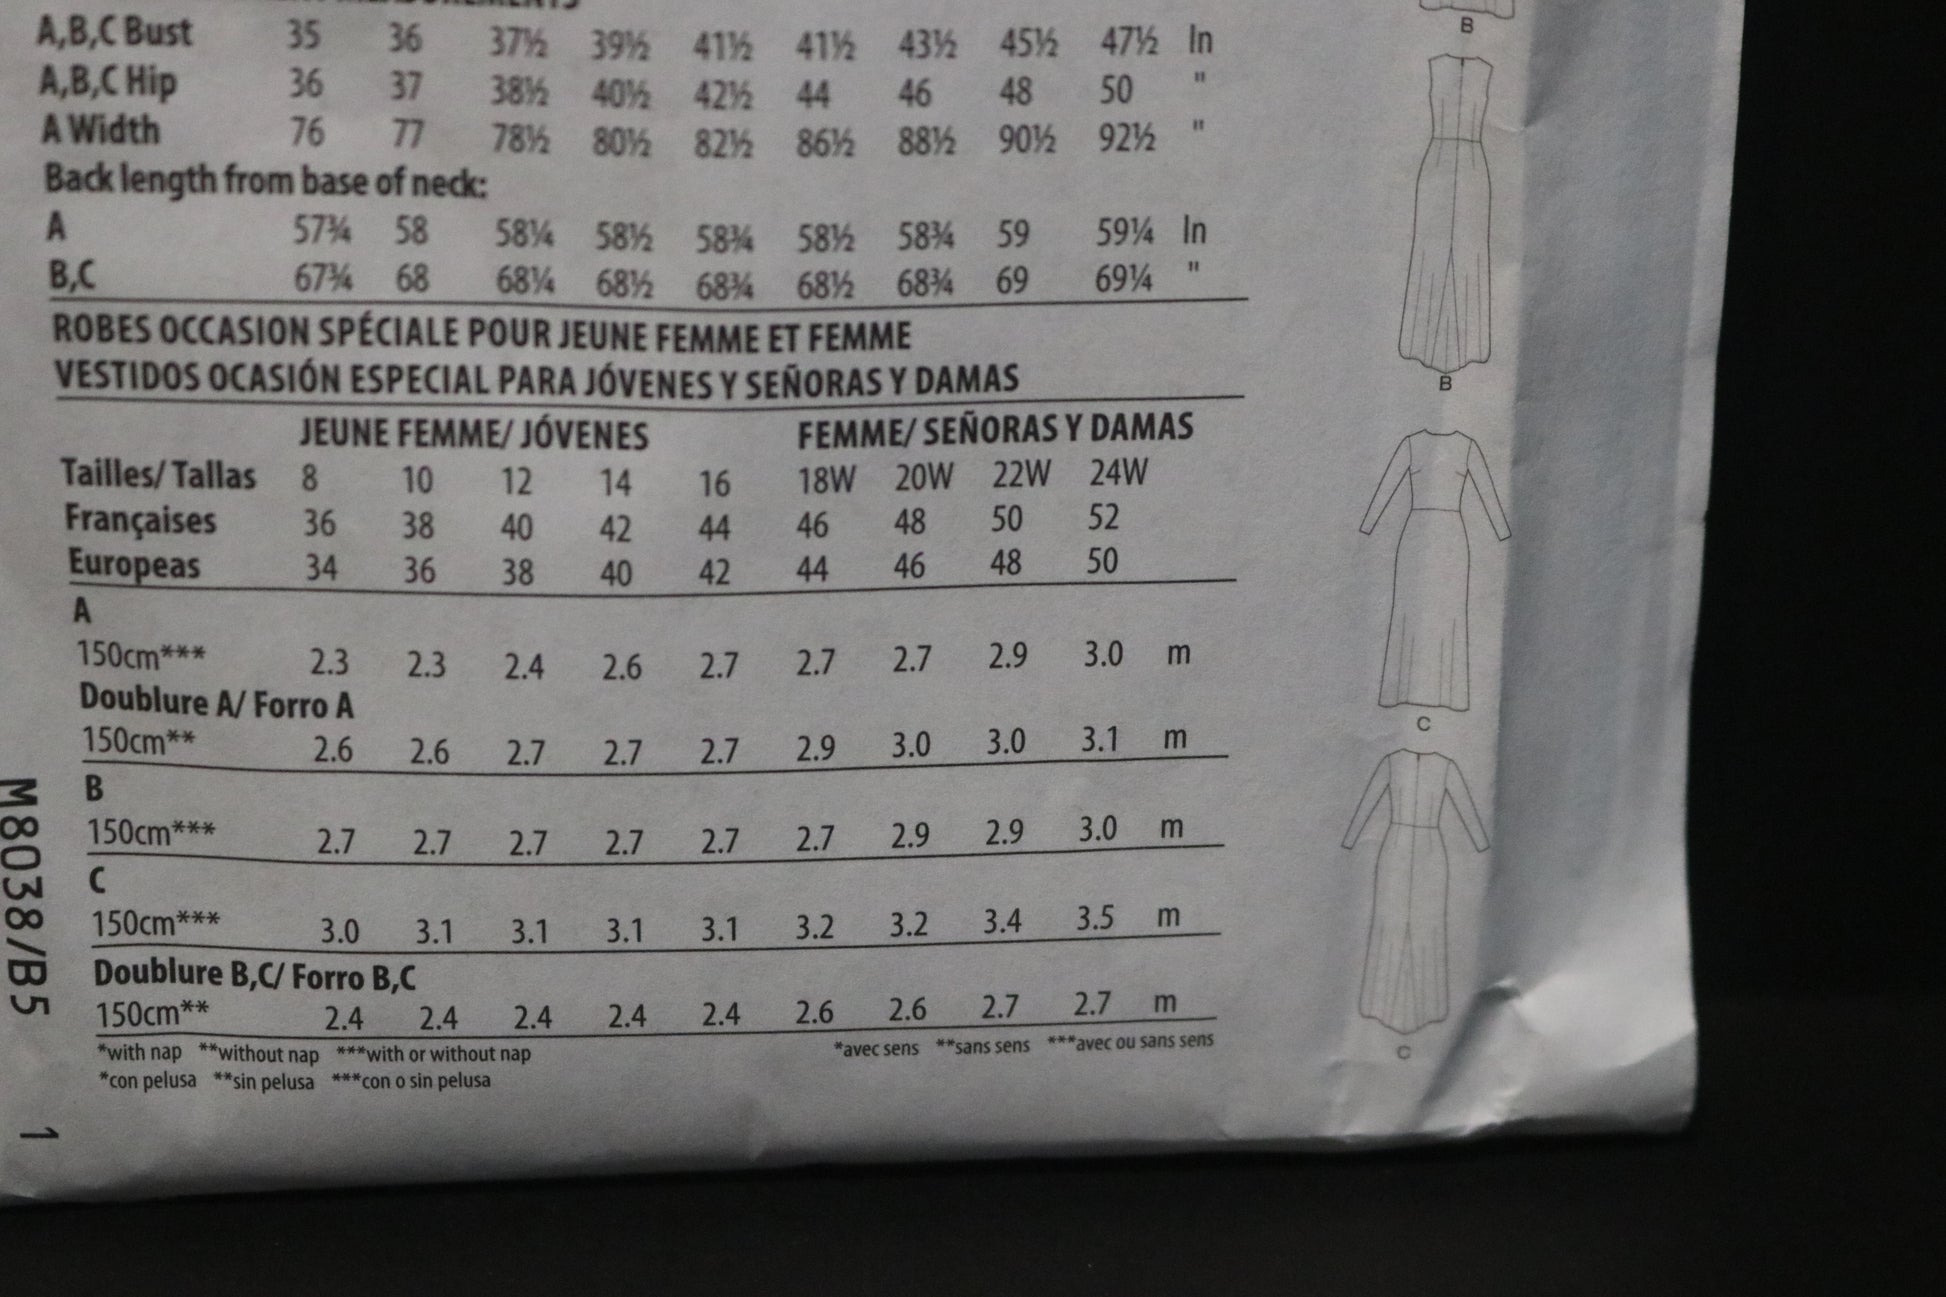 MEASUREMENTS
A,B,C Bust 35 36 37½ 39½ 41½ 41½ 43½ 45½ 47½ In
A,B,C Hip 36 37 38½ 40½ 42½ 44 46 48 50 "
A Width 76 77 78½ 80½ 82½ 86½ 88½ 90½ 92½ "
Back length from base of neck:
A 57¾ 58 58¼ 58½ 58¾ 58½ 58¾ 59 59¼ In
B,C 67¾ 68 68¼ 68½ 68¾ 68½ 68¾ 69 69¼ "
ROBES OCCASION SPÉCIALE POUR JEUNE FEMME ET FEMME
VESTIDOS OCASIÓN ESPECIAL PARA JÓVENES Y SEÑORAS Y DAMAS
JEUNE FEMME/ JÓVENES FEMME/ SEÑORAS Y DAMAS
Tailles/ Tallas 8 10 12 14 16 18W 20W 22W 24W
Françaises 36 38 40 42 44 46 48 50 52
Europeas 34 36 38 40 42 44 46 48 50
A
150cm*** 2.3 2.3 2.4 2.6 2.7 2.7 2.7 2.9 3.0 m
Doublure A/ Forro A
150cm** 2.6 2.6 2.7 2.7 2.7 2.9 3.0 3.0 3.1 m
B
150cm*** 2.7 2.7 2.7 2.7 2.7 2.7 2.9 2.9 3.0 m
C
150cm*** 3.0 3.1 3.1 3.1 3.1 3.2 3.2 3.4 3.5 m
Doublure B,C/ Forro B,C
150cm** 2.4 2.4 2.4 2.4 2.4 2.6 2.6 2.7 2.7 m
*with nap **without nap ***with or without nap *avec sens **sans sens ***avec ou sans sens
*con pelusa **sin pelusa ***con o sin pelusa
M8038/B5 1
B
B
C
C